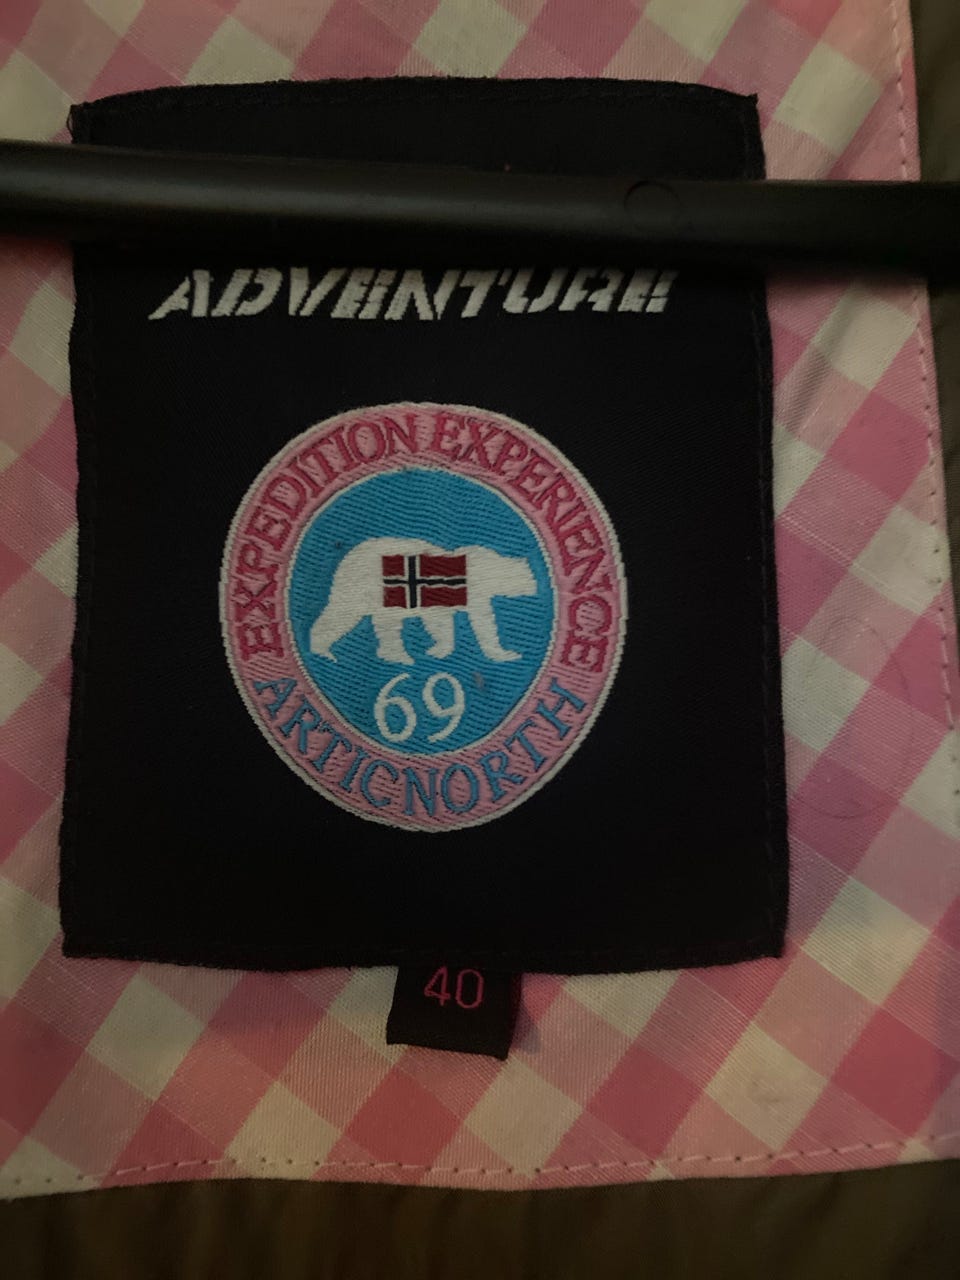 ADVENTURE
EXPEDITION EXPERIENCE
69
ARTICNORTH
40